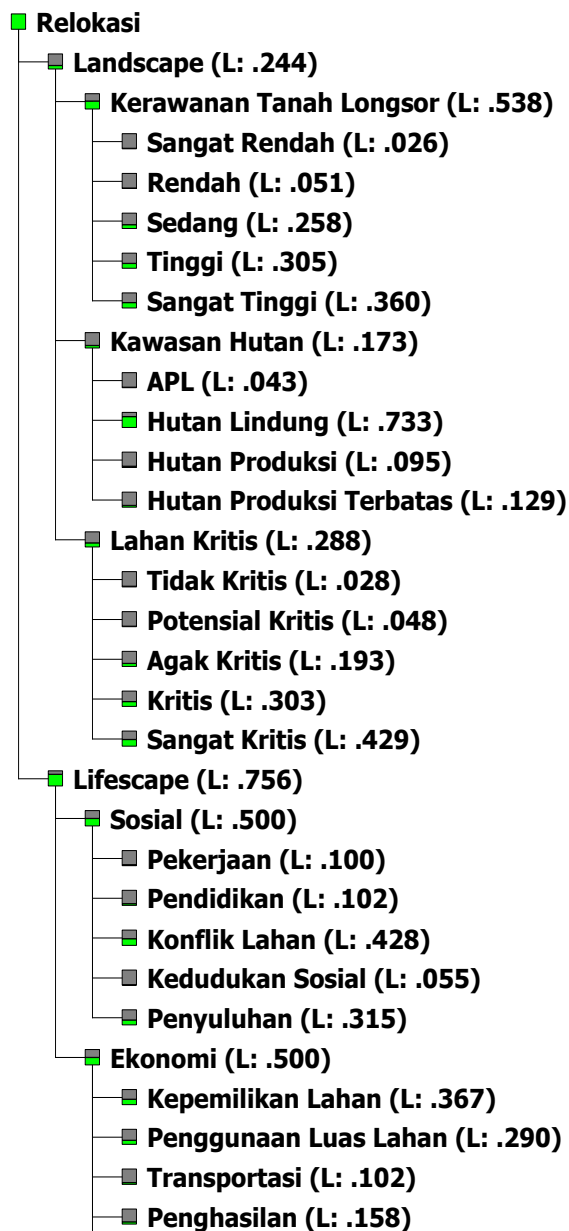 Relokasi
Landscape (L: .244)
Kerawanan Tanah Longsor (L: .538)
Sangat Rendah (L: .026)
Rendah (L: .051)
Sedang (L: .258)
Tinggi (L: .305)
Sangat Tinggi (L: .360)
Kawasan Hutan (L: .173)
APL (L: .043)
Hutan Lindung (L: .733)
Hutan Produksi (L: .095)
Hutan Produksi Terbatas (L: .129)
Lahan Kritis (L: .288)
Tidak Kritis (L: .028)
Potensial Kritis (L: .048)
Agak Kritis (L: .193)
Kritis (L: .303)
Sangat Kritis (L: .429)
Lifescape (L: .756)
Sosial (L: .500)
Pekerjaan (L: .100)
Pendidikan (L: .102)
Konflik Lahan (L: .428)
Kedudukan Sosial (L: .055)
Penyuluhan (L: .315)
Ekonomi (L: .500)
Kepemilikan Lahan (L: .367)
Penggunaan Luas Lahan (L: .290)
Transportasi (L: .102)
Penghasilan (L: .158)